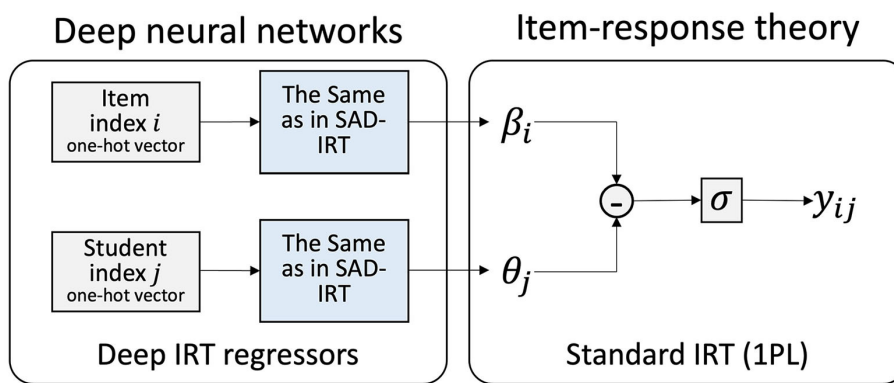 Deep neural networks
Item-response theory
Item
index i
one-hot vector
The Same
as in SAD-
IRT
β_i
Student
index j
one-hot vector
The Same
as in SAD-
IRT
θ_j
-
σ
y_ij
Deep IRT regressors
Standard IRT (1PL)